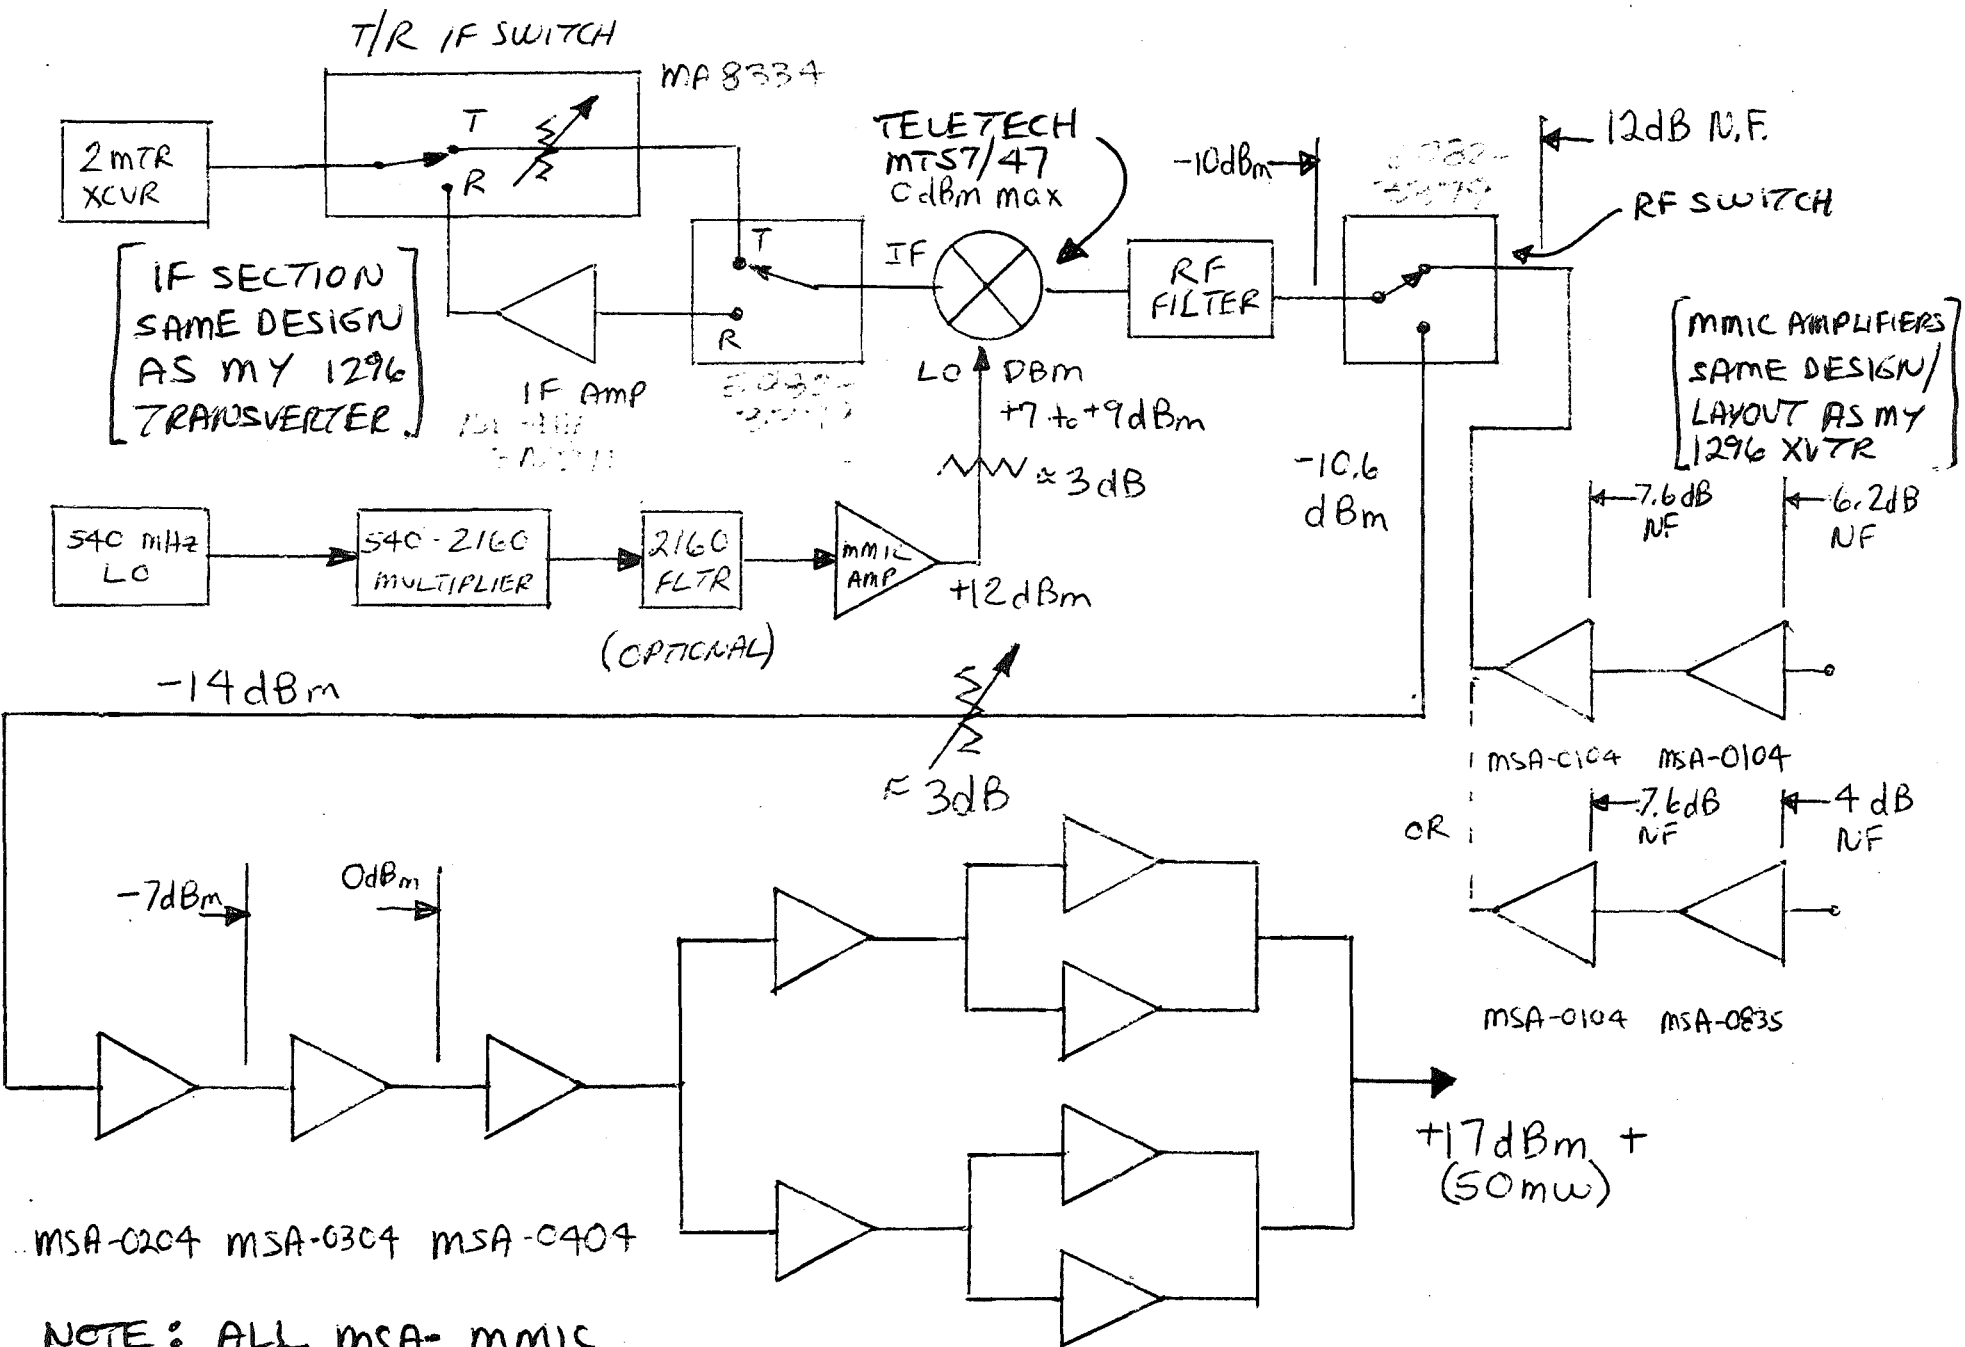 T/R IF SWITCH
MA8334
2 MTR
XCVR
T
R
[IF SECTION
SAME DESIGN
AS MY 1296
TRANSVERTER.]
IF AMP
T
R
IF
TELETECH
MT57/47
0dBm max
-10dBm
12dB N.F.
RF SWITCH
RF
FILTER
LO
DBm
+7 to +9dBm
≈3dB
-10.6
dBm
[MMIC AMPLIFIERS
SAME DESIGN/
LAYOUT AS MY
1296 XVTR]
7.6dB
NF
6.2dB
NF
540 MHz
LO
540-2160
MULTIPLIER
2160
FLTR
(OPTIONAL)
MMIC
AMP
+12dBm
-14dBm
≈ 3dB
MSA-0104 MSA-0104
OR
7.6dB
NF
4 dB
NF
MSA-0104 MSA-0835
-7dBm
0dBm
+17dBm +
(50mw)
MSA-0204 MSA-0304 MSA-0404
NOTE: ALL MSA- MMIC